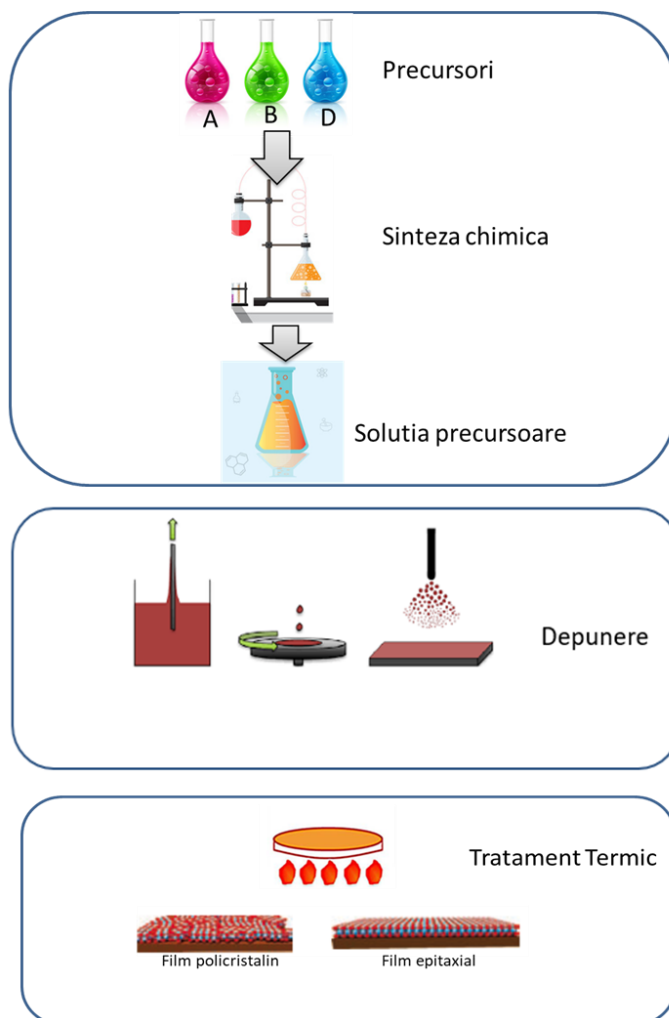 Precursori
A B D
Sinteza chimica
Solutia precursoare
Depunere
Tratament Termic
Film policristalin Film epitaxial